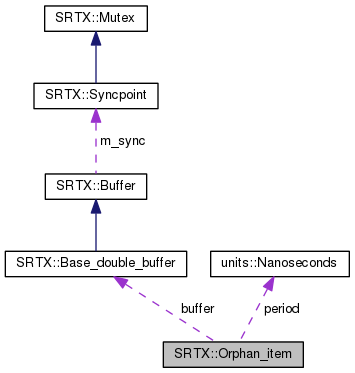 SRTX::Mutex
SRTX::Syncpoint
m_sync
SRTX::Buffer
SRTX::Base_double_buffer
units::Nanoseconds
buffer
period
SRTX::Orphan_item